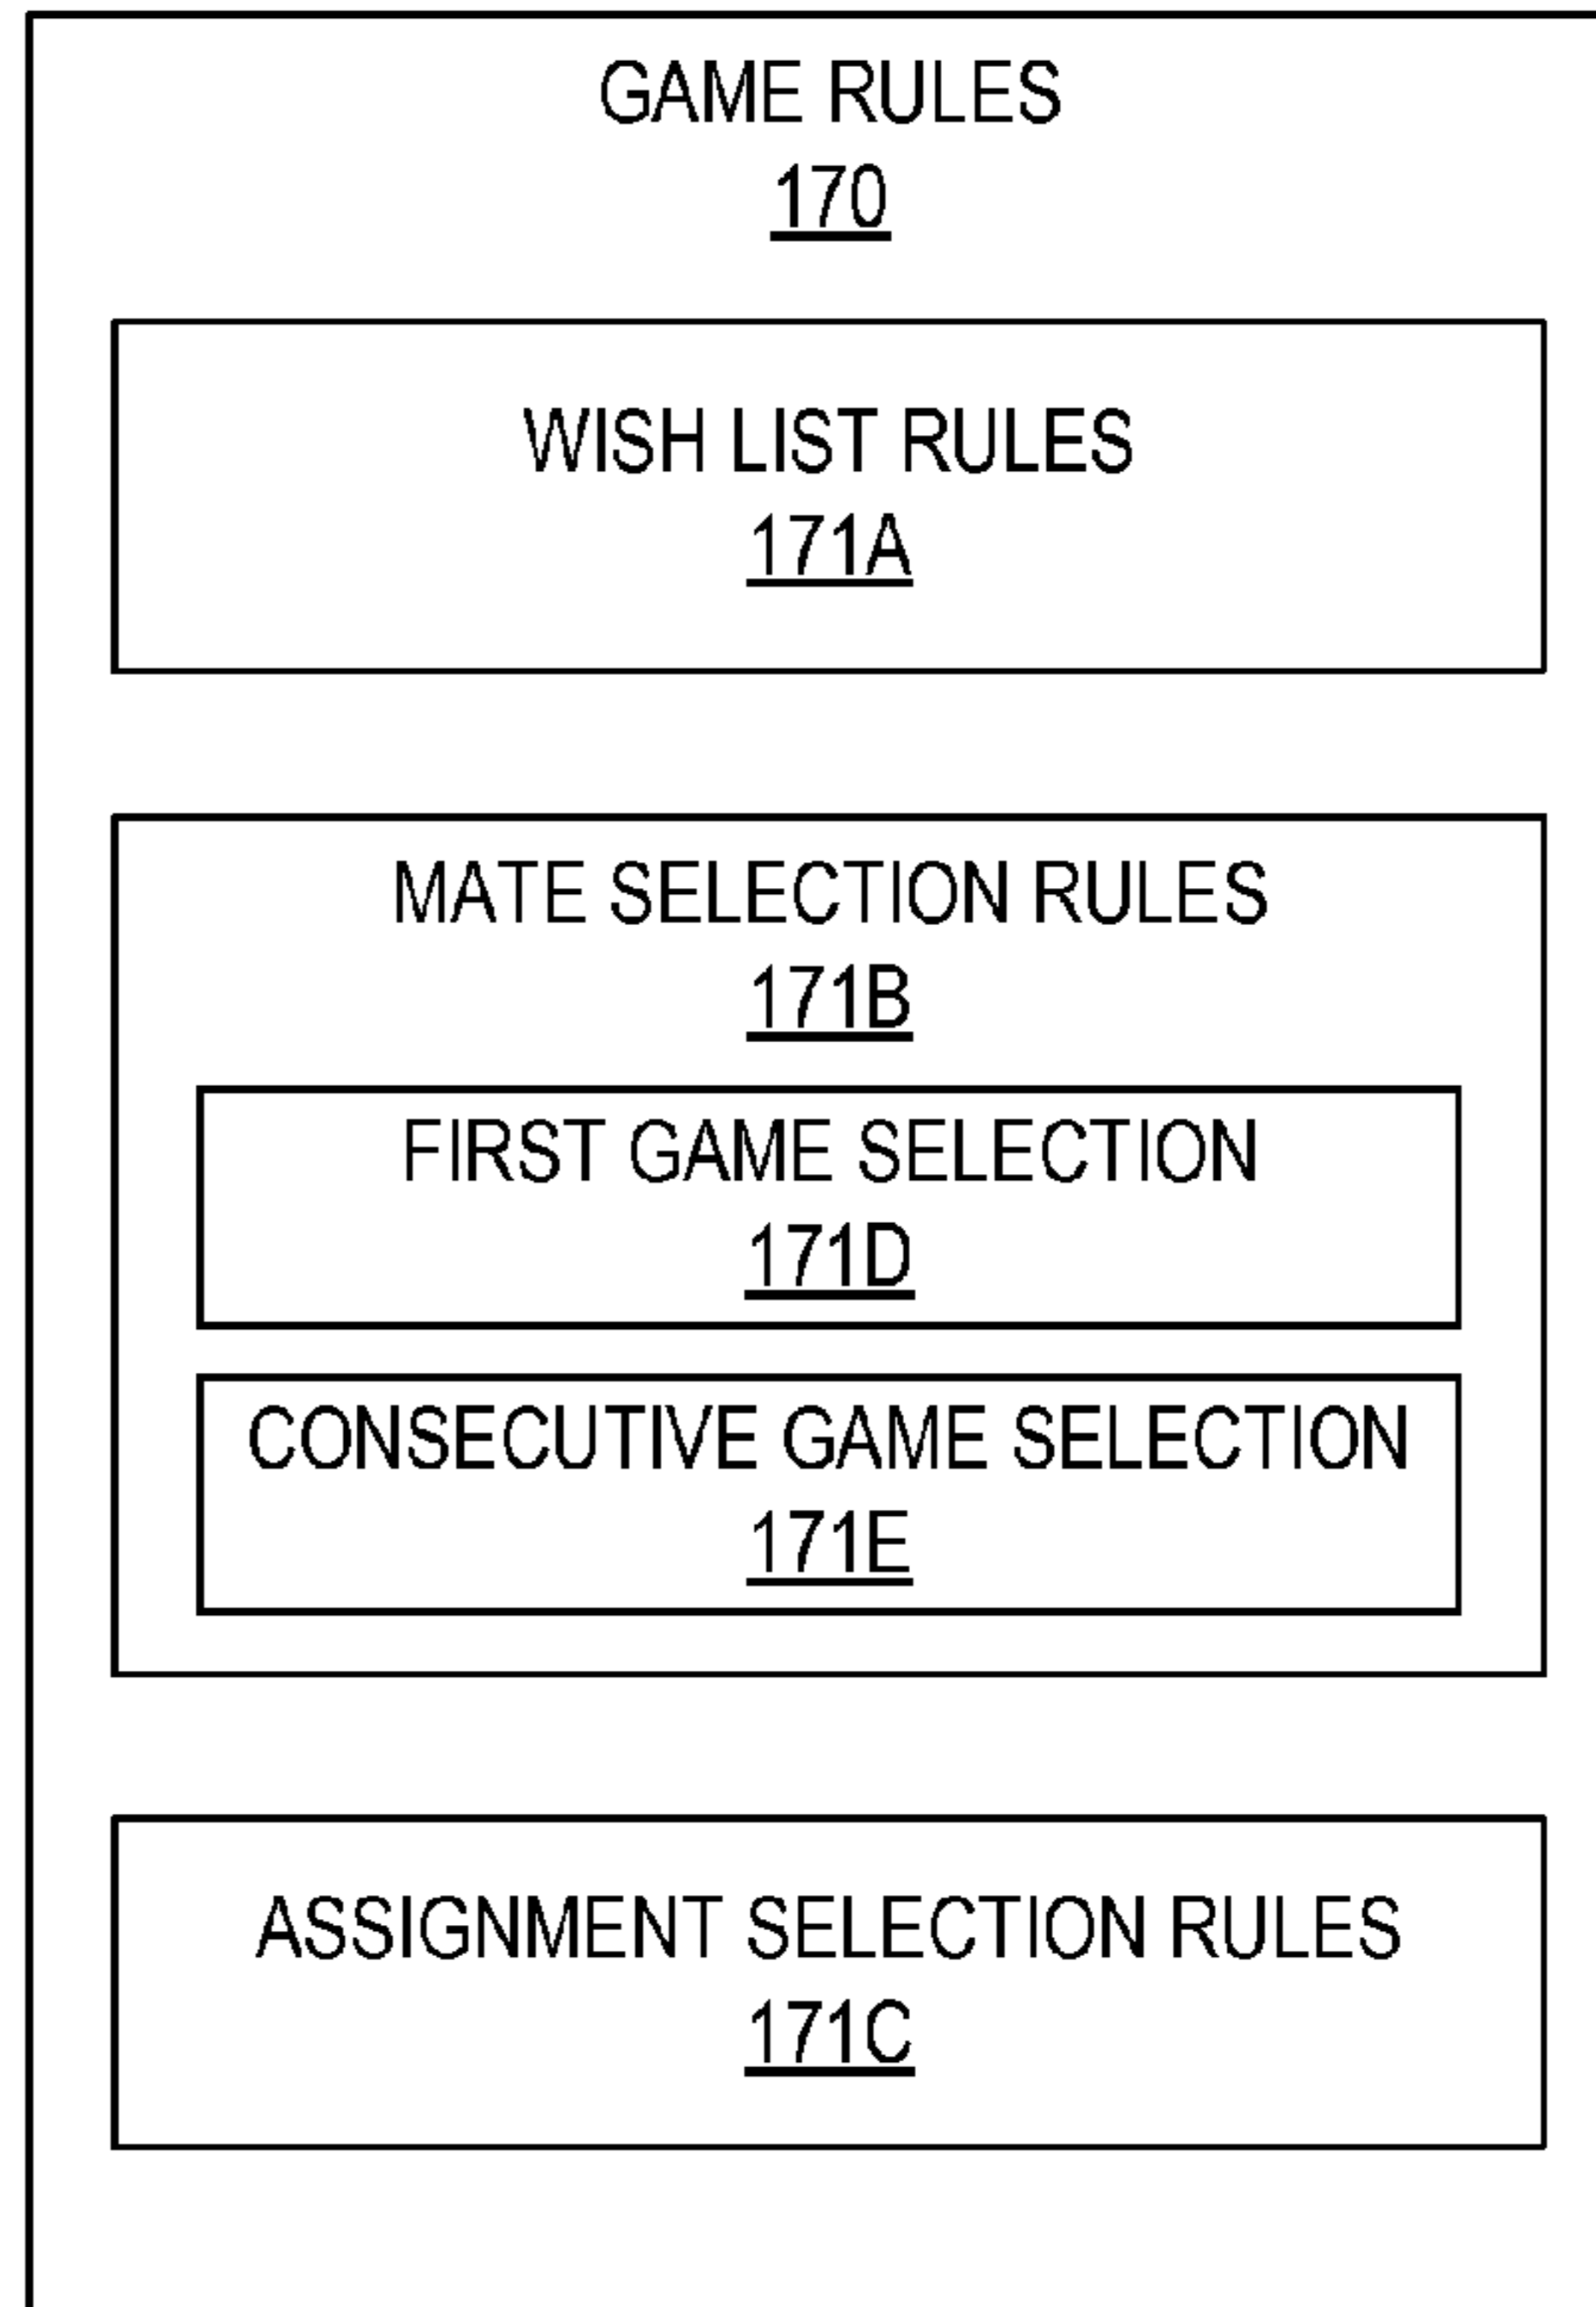 GAME RULES
170
WISH LIST RULES
171A
MATE SELECTION RULES
171B
FIRST GAME SELECTION
171D
CONSECUTIVE GAME SELECTION
171E
ASSIGNMENT SELECTION RULES
171C